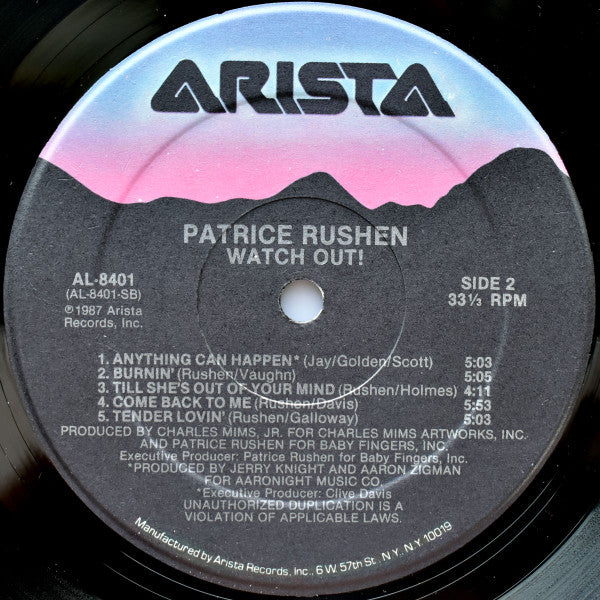 ARISTA
PATRICE RUSHEN
WATCH OUT!
AL-8401
(AL-8401-SB)
℗1987 Arista
Records, Inc.
SIDE 2
33⅓ RPM
1. ANYTHING CAN HAPPEN* (Jay/Golden/Scott) 5:03
2. BURNIN' (Rushen/Vaughn) 5:05
3. TILL SHE'S OUT OF YOUR MIND (Rushen/Holmes) 4:11
4. COME BACK TO ME (Rushen/Davis) 5:53
5. TENDER LOVIN' (Rushen/Galloway) 5:03
PRODUCED BY CHARLES MIMS, JR. FOR CHARLES MIMS ARTWORKS, INC.
AND PATRICE RUSHEN FOR BABY FINGERS, INC.
Executive Producer: Patrice Rushen for Baby Fingers, Inc.
*PRODUCED BY JERRY KNIGHT AND AARON ZIGMAN
FOR AARONIGHT MUSIC CO.
*Executive Producer: Clive Davis
UNAUTHORIZED DUPLICATION IS A
VIOLATION OF APPLICABLE LAWS.
Manufactured by Arista Records, Inc., 6 W. 57th St. N.Y., N.Y. 10019